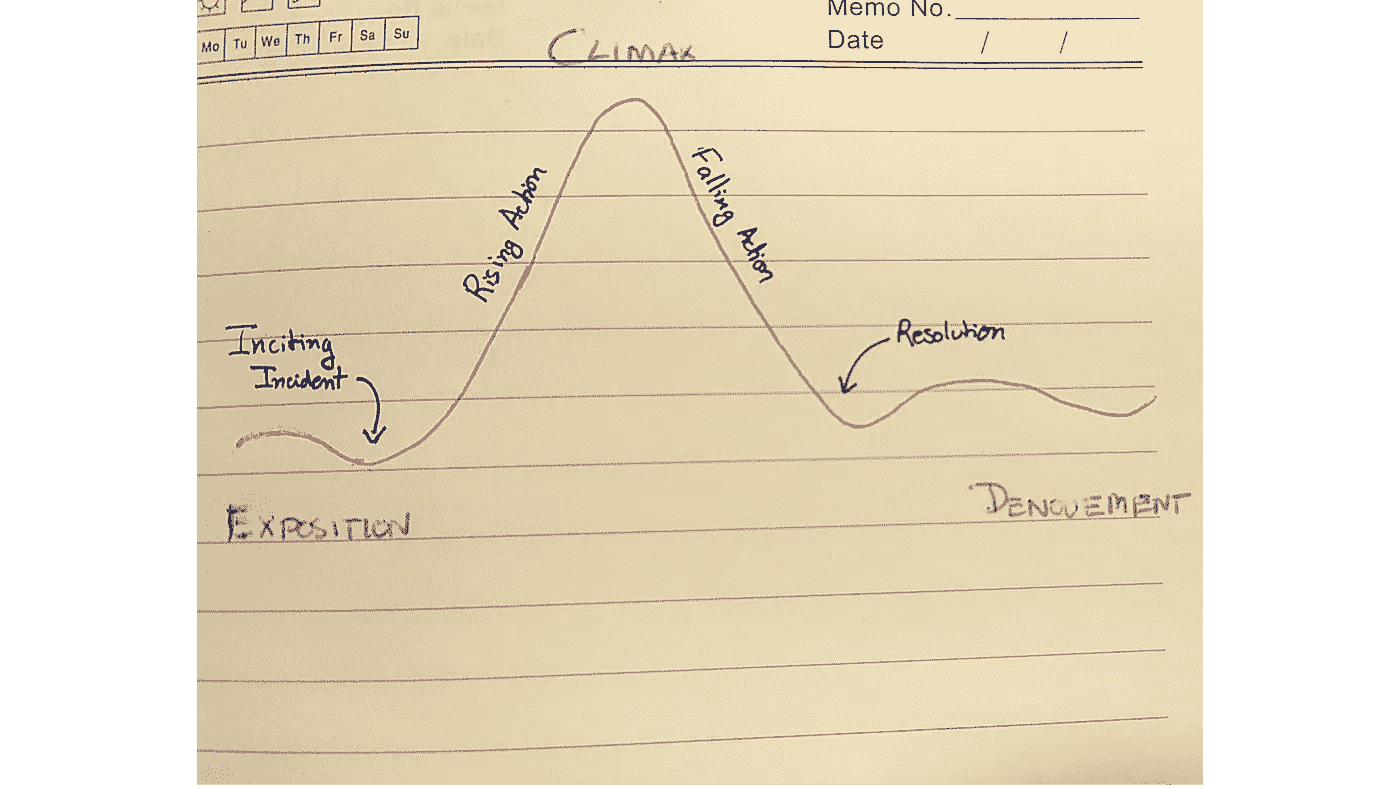 Memo No.
Mo Tu We Th Fr Sa Su
Date / /
CLIMAX
Rising Action
Falling Action
Inciting
Incident
Resolution
EXPOSITION
DENOUEMENT